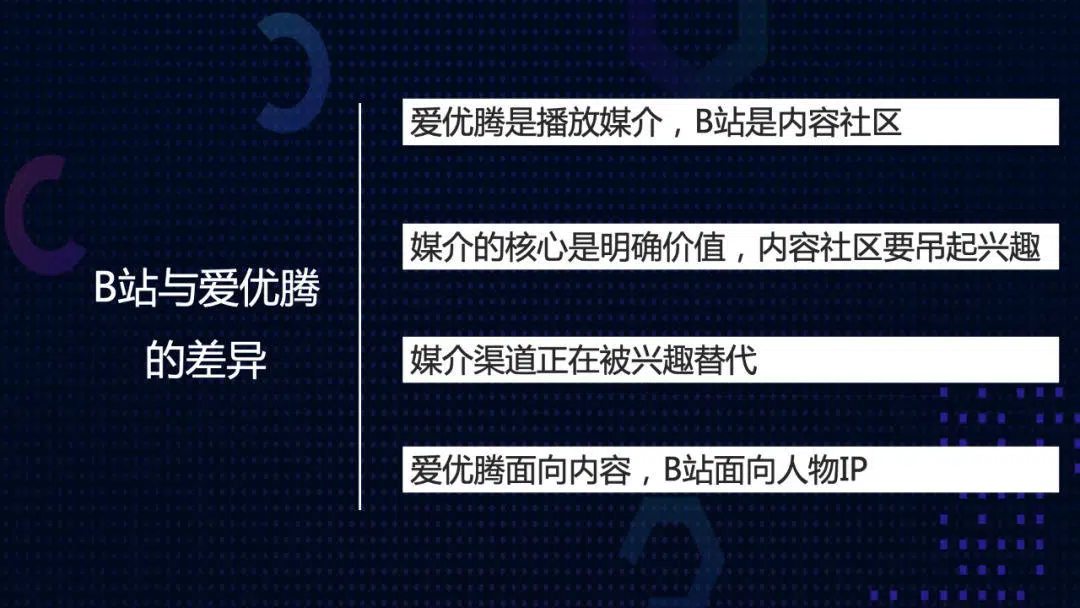 B站与爱优腾
的差异
爱优腾是播放媒介，B站是内容社区
媒介的核心是明确价值，内容社区要吊起兴趣
媒介渠道正在被兴趣替代
爱优腾面向内容，B站面向人物IP